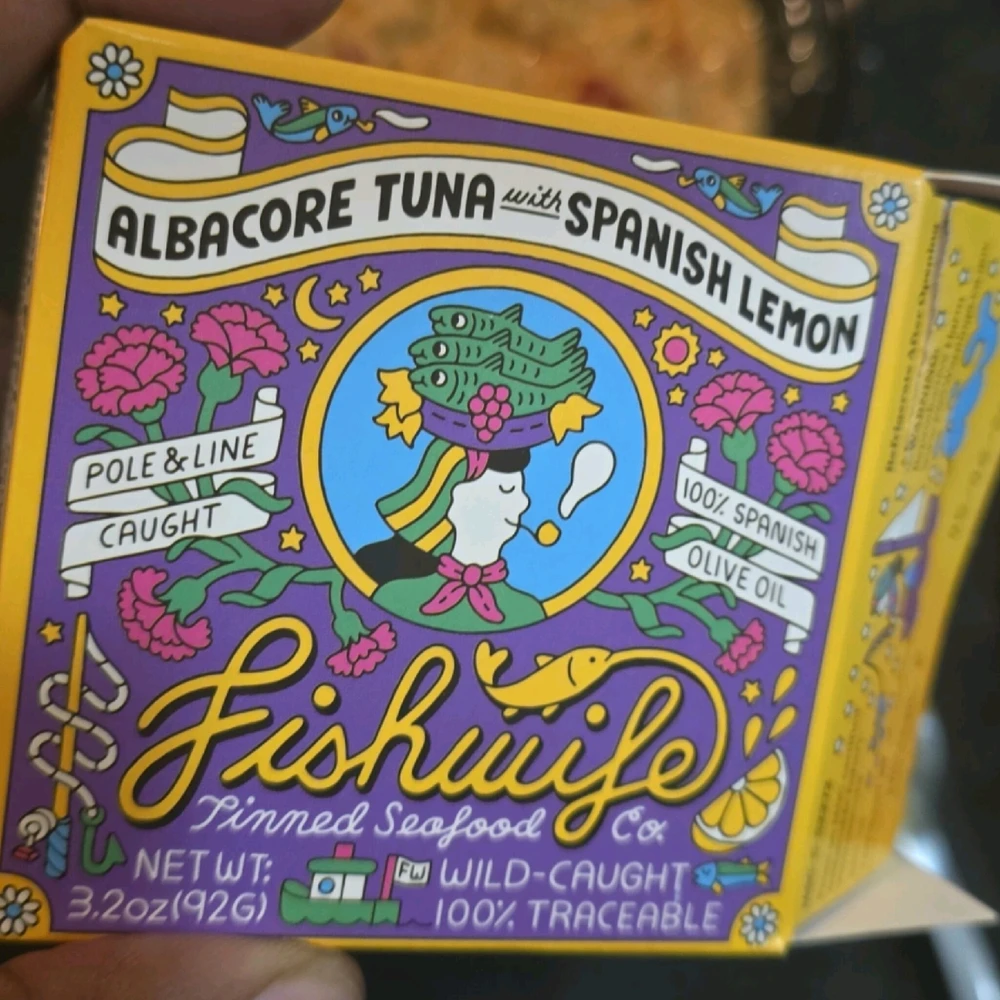 ALBACORE TUNA with SPANISH LEMON
POLE & LINE
CAUGHT
100% SPANISH
OLIVE OIL
Fishwife
Tinned Seafood Co.
NET WT:
3.2oz(92G)
FW
WILD-CAUGHT
100% TRACEABLE